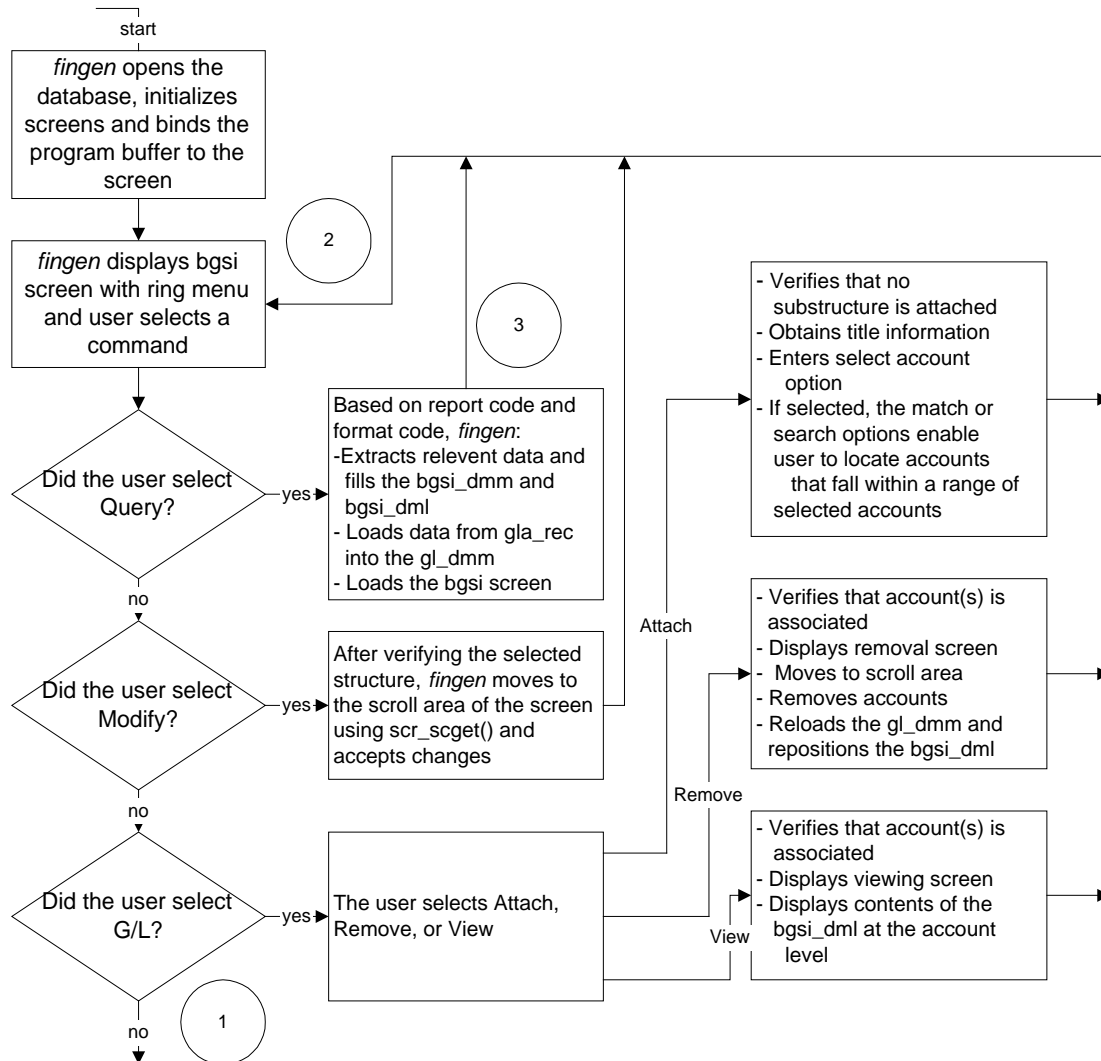 start
fingen opens the
database, initializes
screens and binds the
program buffer to the
screen
2
fingen displays bgsi
screen with ring menu
and user selects a
command
3
Did the user select
Query?
yes
Based on report code and
format code, fingen:
-Extracts relevent data and
fills the bgsi_dmm and
bgsi_dml
- Loads data from gla_rec
into the gl_dmm
- Loads the bgsi screen
no
Did the user select
Modify?
yes
After verifying the selected
structure, fingen moves to
the scroll area of the screen
using scr_scget() and
accepts changes
no
Did the user select
G/L?
yes
The user selects Attach,
Remove, or View
Attach
- Verifies that no
substructure is attached
- Obtains title information
- Enters select account
option
- If selected, the match or
search options enable
user to locate accounts
that fall within a range of
selected accounts
Remove
- Verifies that account(s) is
associated
- Displays removal screen
- Moves to scroll area
- Removes accounts
- Reloads the gl_dmm and
repositions the bgsi_dml
View
- Verifies that account(s) is
associated
- Displays viewing screen
- Displays contents of the
bgsi_dml at the account
level
no
1